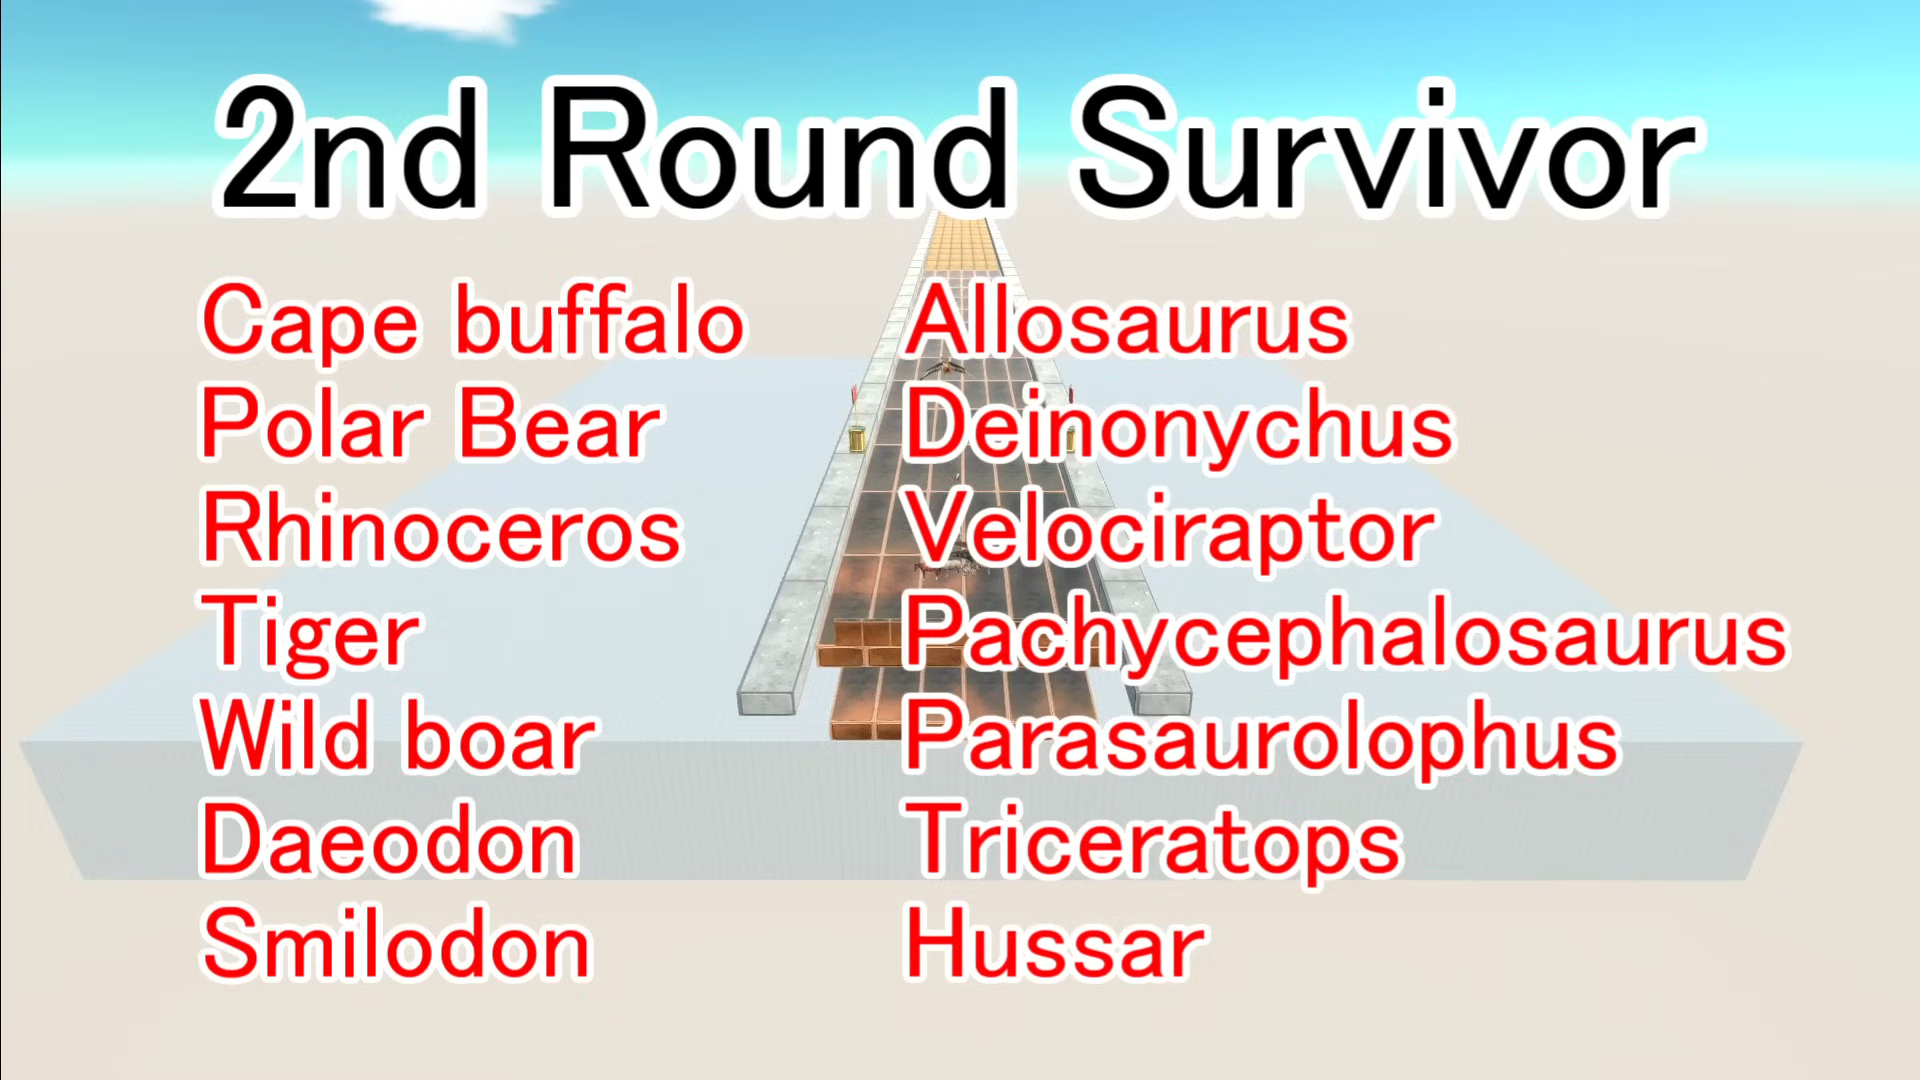 2nd Round Survivor
Cape buffalo
Polar Bear
Rhinoceros
Tiger
Wild boar
Daeodon
Smilodon
Allosaurus
Deinonychus
Velociraptor
Pachycephalosaurus
Parasaurolophus
Triceratops
Hussar